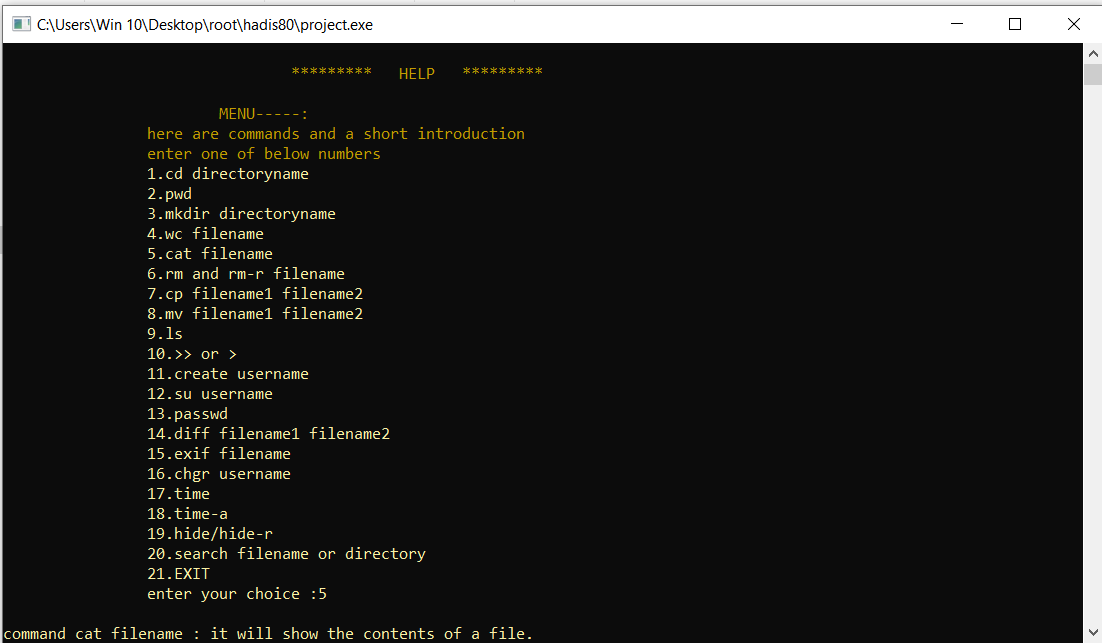 C:\Users\Win 10\Desktop\root\hadis80\project.exe
********* HELP *********
MENU-----:
here are commands and a short introduction
enter one of below numbers
1.cd directoryname
2.pwd
3.mkdir directoryname
4.wc filename
5.cat filename
6.rm and rm-r filename
7.cp filename1 filename2
8.mv filename1 filename2
9.ls
10.>> or >
11.create username
12.su username
13.passwd
14.diff filename1 filename2
15.exif filename
16.chgr username
17.time
18.time-a
19.hide/hide-r
20.search filename or directory
21.EXIT
enter your choice :5
command cat filename : it will show the contents of a file.